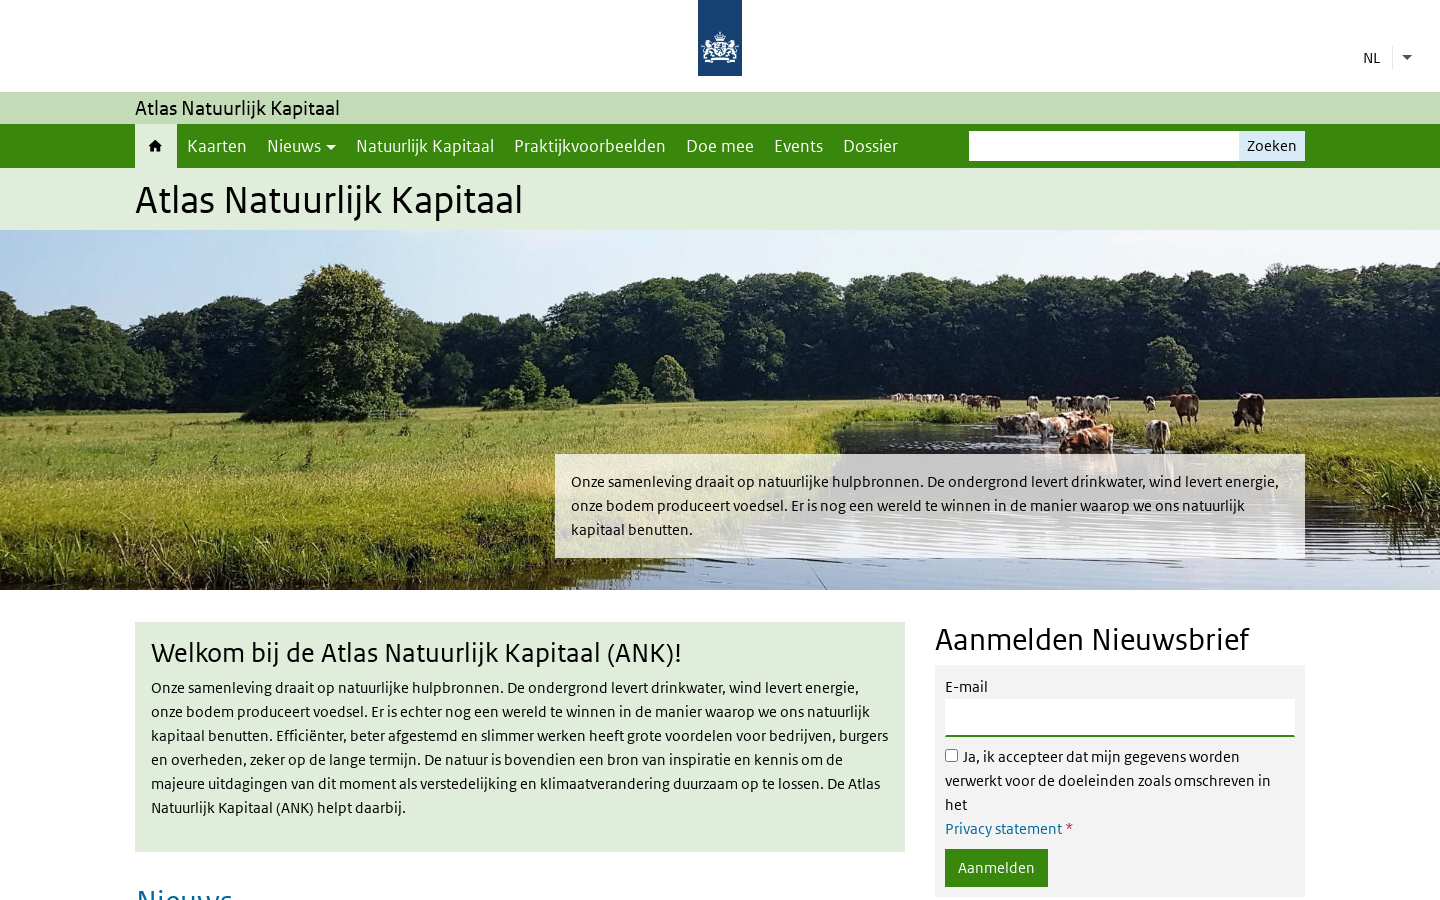 NL
Atlas Natuurlijk Kapitaal
Kaarten Nieuws Natuurlijk Kapitaal Praktijkvoorbeelden Doe mee Events Dossier Zoeken
Atlas Natuurlijk Kapitaal
Onze samenleving draait op natuurlijke hulpbronnen. De ondergrond levert drinkwater, wind levert energie,
onze bodem produceert voedsel. Er is nog een wereld te winnen in de manier waarop we ons natuurlijk
kapitaal benutten.
Welkom bij de Atlas Natuurlijk Kapitaal (ANK)!
Onze samenleving draait op natuurlijke hulpbronnen. De ondergrond levert drinkwater, wind levert energie,
onze bodem produceert voedsel. Er is echter nog een wereld te winnen in de manier waarop we ons natuurlijk
kapitaal benutten. Efficiënter, beter afgestemd en slimmer werken heeft grote voordelen voor bedrijven, burgers
en overheden, zeker op de lange termijn. De natuur is bovendien een bron van inspiratie en kennis om de
majeure uitdagingen van dit moment als verstedelijking en klimaatverandering duurzaam op te lossen. De Atlas
Natuurlijk Kapitaal (ANK) helpt daarbij.
Nieuws
Aanmelden Nieuwsbrief
E-mail
Ja, ik accepteer dat mijn gegevens worden
verwerkt voor de doeleinden zoals omschreven in
het
Privacy statement *
Aanmelden